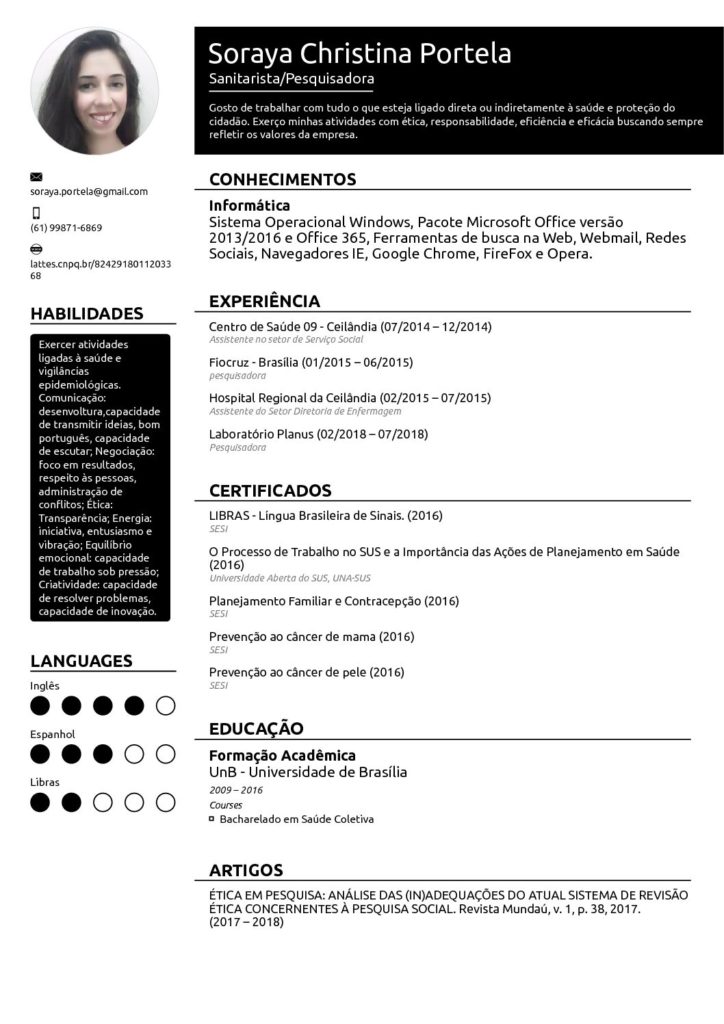 Soraya Christina Portela
Sanitarista/Pesquisadora
Gosto de trabalhar com tudo o que esteja ligado direta ou indiretamente à saúde e proteção do
cidadão. Exerço minhas atividades com ética, responsabilidade, eficiência e eficácia buscando sempre
refletir os valores da empresa.
soraya.portela@gmail.com
(61) 99871-6869
lattes.cnpq.br/82429180112033
68
HABILIDADES
Exercer atividades
ligadas à saúde e
vigilâncias
epidemiológicas.
Comunicação:
desenvoltura,capacidade
de transmitir ideias, bom
português, capacidade
de escutar; Negociação:
foco em resultados,
respeito às pessoas,
administração de
conflitos; Ética:
Transparência; Energia:
iniciativa, entusiasmo e
vibração; Equilíbrio
emocional: capacidade
de trabalho sob pressão;
Criatividade: capacidade
de resolver problemas,
capacidade de inovação.
LANGUAGES
Inglês
Espanhol
Libras
CONHECIMENTOS
Informática
Sistema Operacional Windows, Pacote Microsoft Office versão
2013/2016 e Office 365, Ferramentas de busca na Web, Webmail, Redes
Sociais, Navegadores IE, Google Chrome, FireFox e Opera.
EXPERIÊNCIA
Centro de Saúde 09 - Ceilândia (07/2014 – 12/2014)
Assistente no setor de Serviço Social
Fiocruz - Brasilia (01/2015 – 06/2015)
pesquisadora
Hospital Regional da Ceilândia (02/2015 – 07/2015)
Assistente do Setor Diretoria de Enfermagem
Laboratório Planus (02/2018 – 07/2018)
Pesquisadora
CERTIFICADOS
LIBRAS - Língua Brasileira de Sinais. (2016)
SESI
O Processo de Trabalho no SUS e a Importância das Ações de Planejamento em Saúde
(2016)
Universidade Aberta do SUS, UNA-SUS
Planejamento Familiar e Contracepção (2016)
SESI
Prevenção ao câncer de mama (2016)
SESI
Prevenção ao câncer de pele (2016)
SESI
EDUCAÇÃO
Formação Acadêmica
UnB - Universidade de Brasília
2009 – 2016
Courses
Bacharelado em Saúde Coletiva
ARTIGOS
ÉTICA EM PESQUISA: ANÁLISE DAS (IN)ADEQUAÇÕES DO ATUAL SISTEMA DE REVISÃO
ÉTICA CONCERNENTES À PESQUISA SOCIAL. Revista Mundaú, v. 1, p. 38, 2017.
(2017 – 2018)